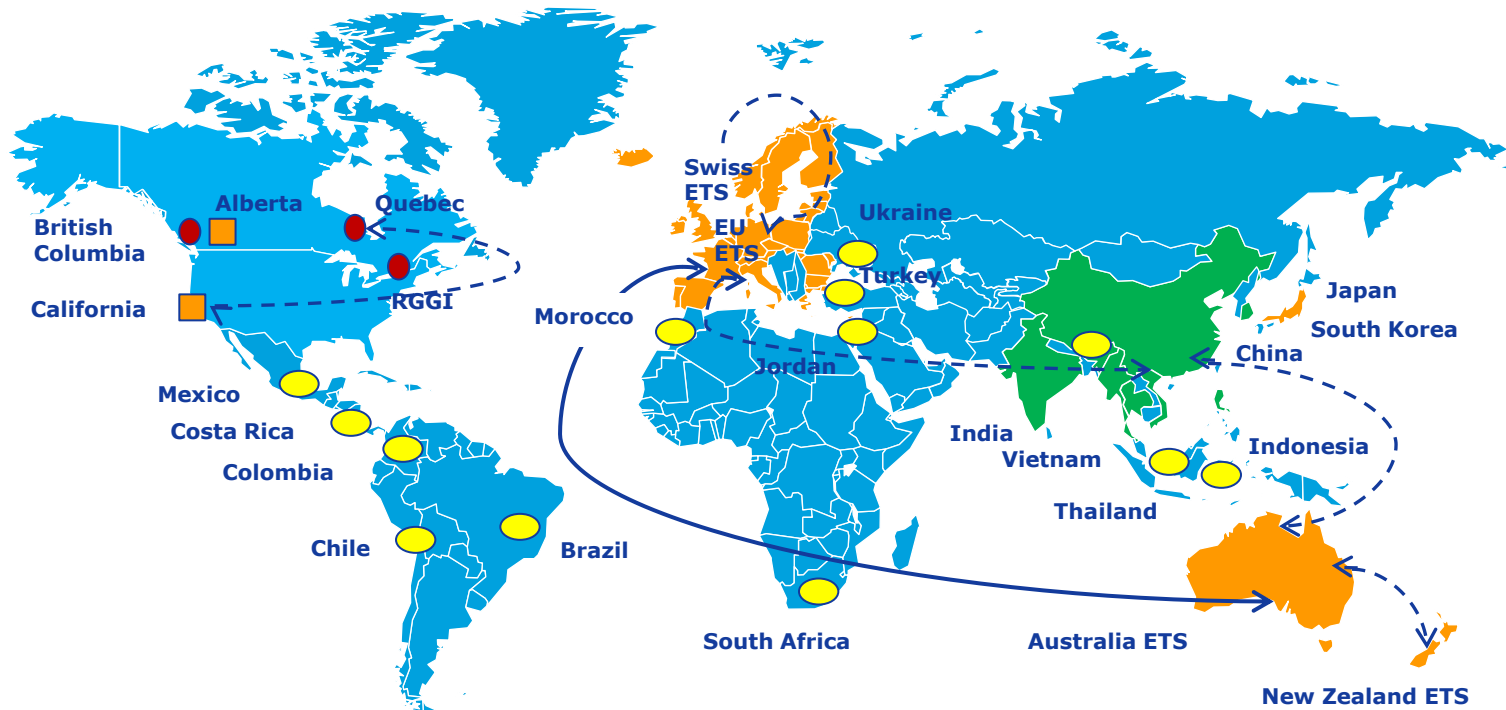 Swiss
ETS
Alberta
Quebec
British
Columbia
Ukraine
EU
ETS
Turkey
Japan
California
RGGI
Morocco
South Korea
China
Jordan
Mexico
Costa Rica
India
Indonesia
Vietnam
Colombia
Thailand
Chile
Brazil
South Africa
Australia ETS
New Zealand ETS